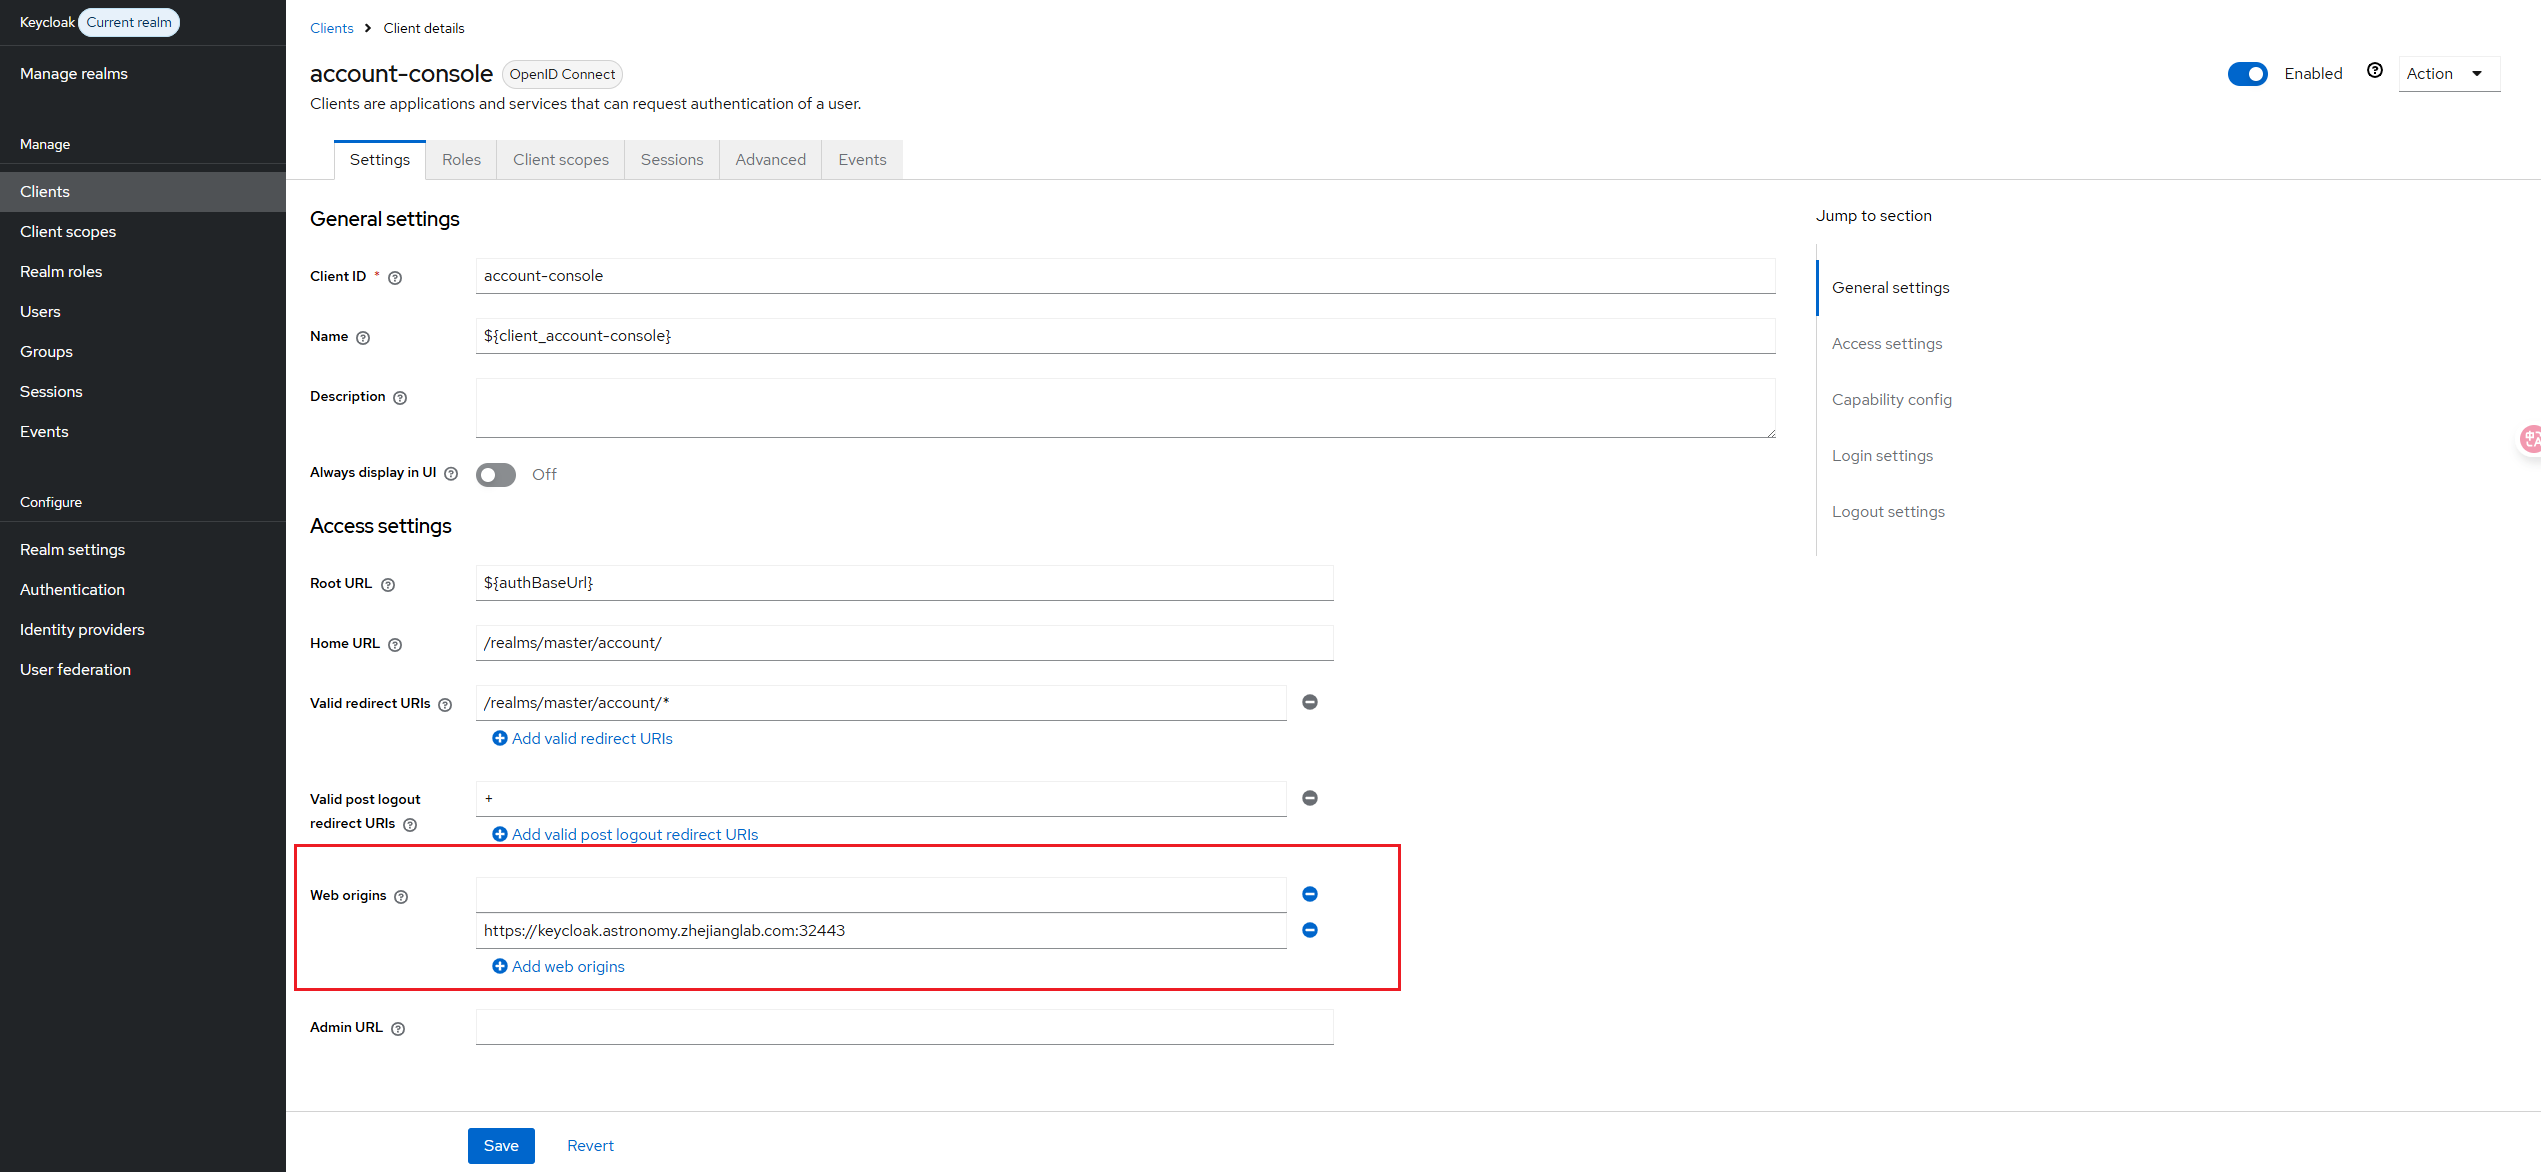 Keycloak Current realm
Manage realms
Manage
Clients
Client scopes
Realm roles
Users
Groups
Sessions
Events
Configure
Realm settings
Authentication
Identity providers
User federation
Clients > Client details
account-console OpenID Connect
Clients are applications and services that can request authentication of a user.
Enabled
Action
Settings Roles Client scopes Sessions Advanced Events
General settings
Client ID * account-console
Name ${client_account-console}
Description
Always display in UI Off
Access settings
Root URL ${authBaseUrl}
Home URL /realms/master/account/
Valid redirect URIs /realms/master/account/*
Add valid redirect URIs
Valid post logout redirect URIs +
Add valid post logout redirect URIs
Web origins
https://keycloak.astronomy.zhejianglab.com:32443
Add web origins
Admin URL
Save Revert
Jump to section
General settings
Access settings
Capability config
Login settings
Logout settings
中A